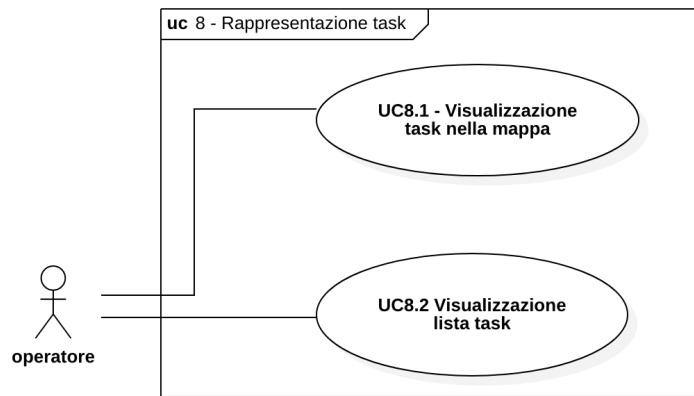 uc 8 - Rappresentazione task
UC8.1 - Visualizzazione
task nella mappa
UC8.2 Visualizzazione
lista task
operatore